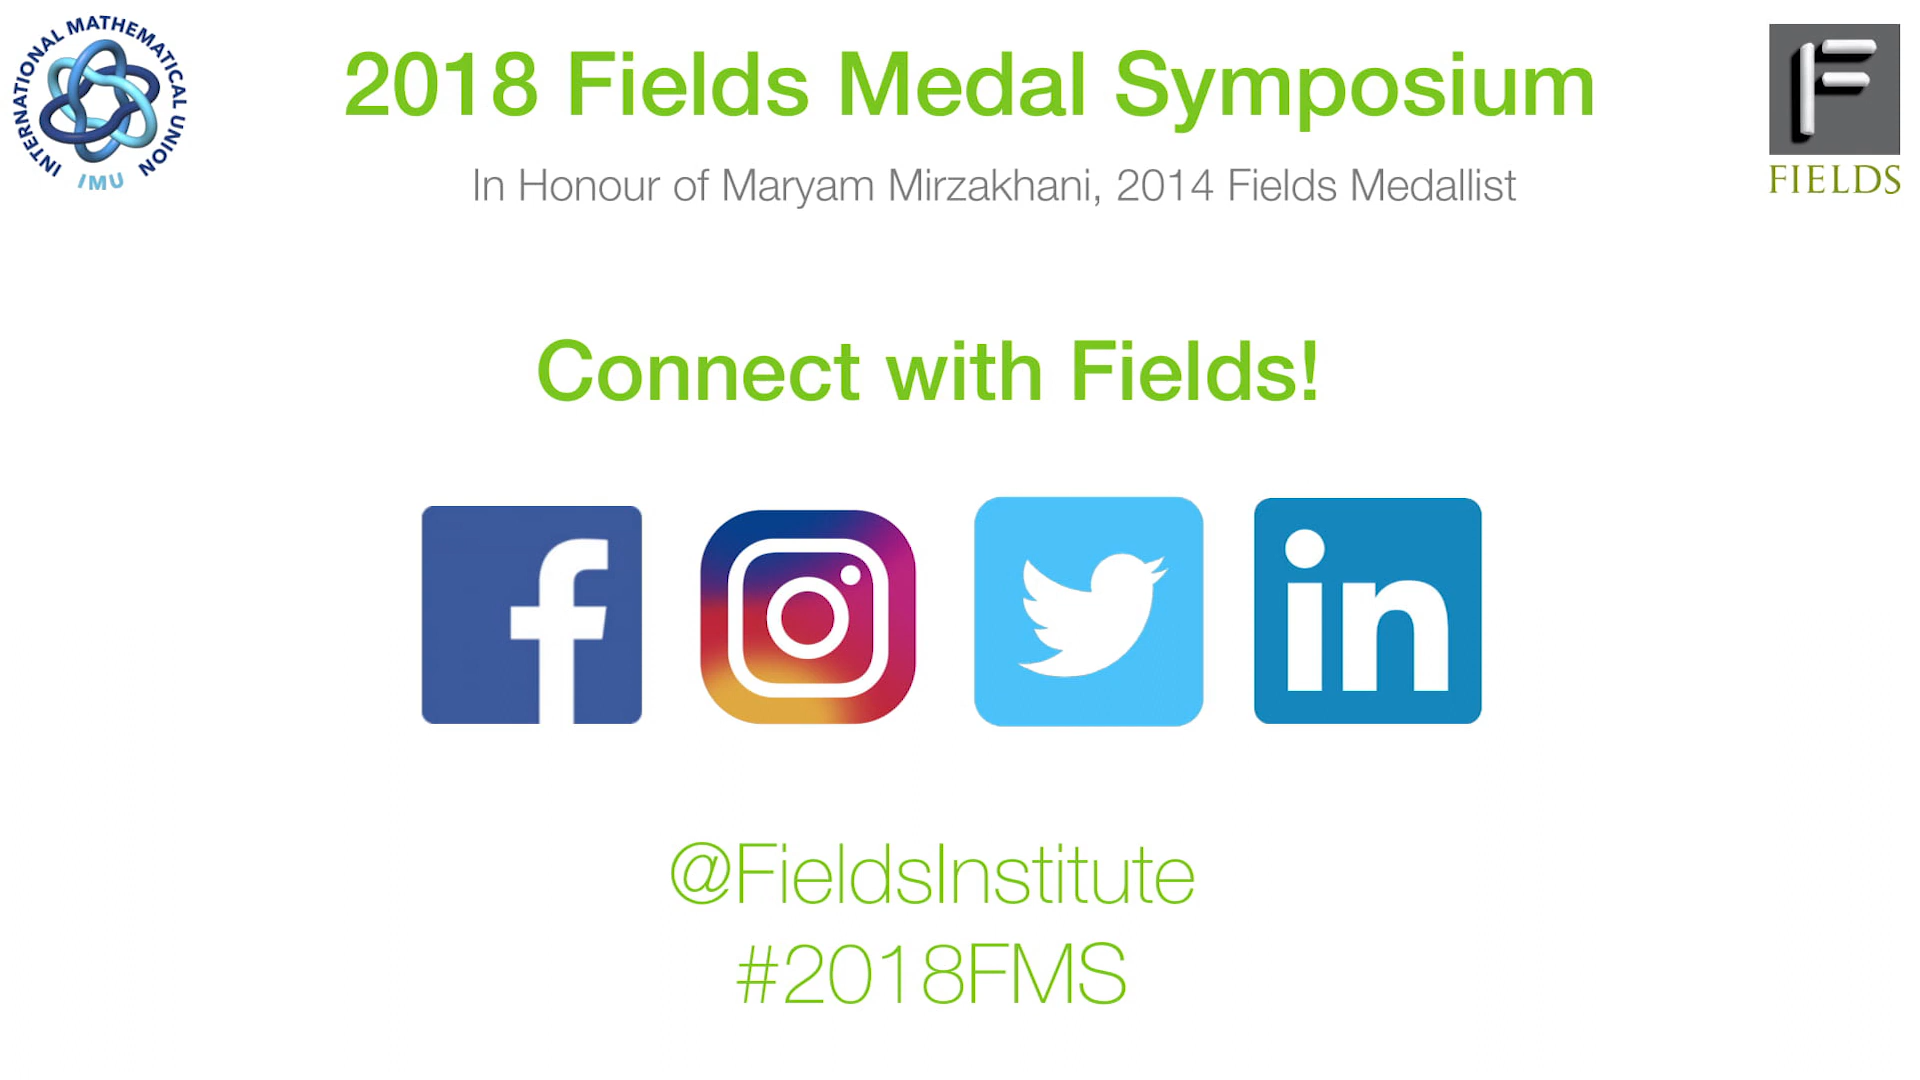 INTERNATIONAL MATHEMATICAL UNION
IMU
2018 Fields Medal Symposium
In Honour of Maryam Mirzakhani, 2014 Fields Medallist
F
FIELDS
Connect with Fields!
f
in
@FieldsInstitute
#2018FMS